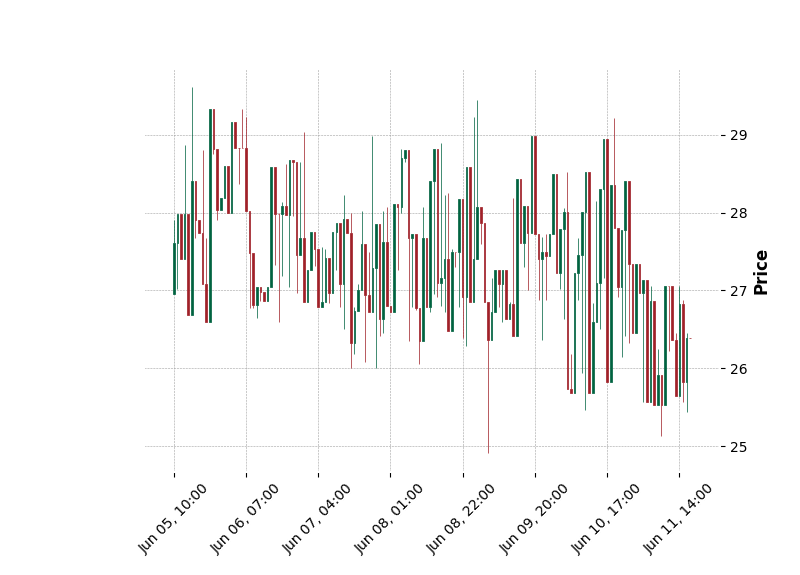 29
28
27
26
25
Price
Jun 05, 10:00
Jun 06, 07:00
Jun 07, 04:00
Jun 08, 01:00
Jun 08, 22:00
Jun 09, 20:00
Jun 10, 17:00
Jun 11, 14:00